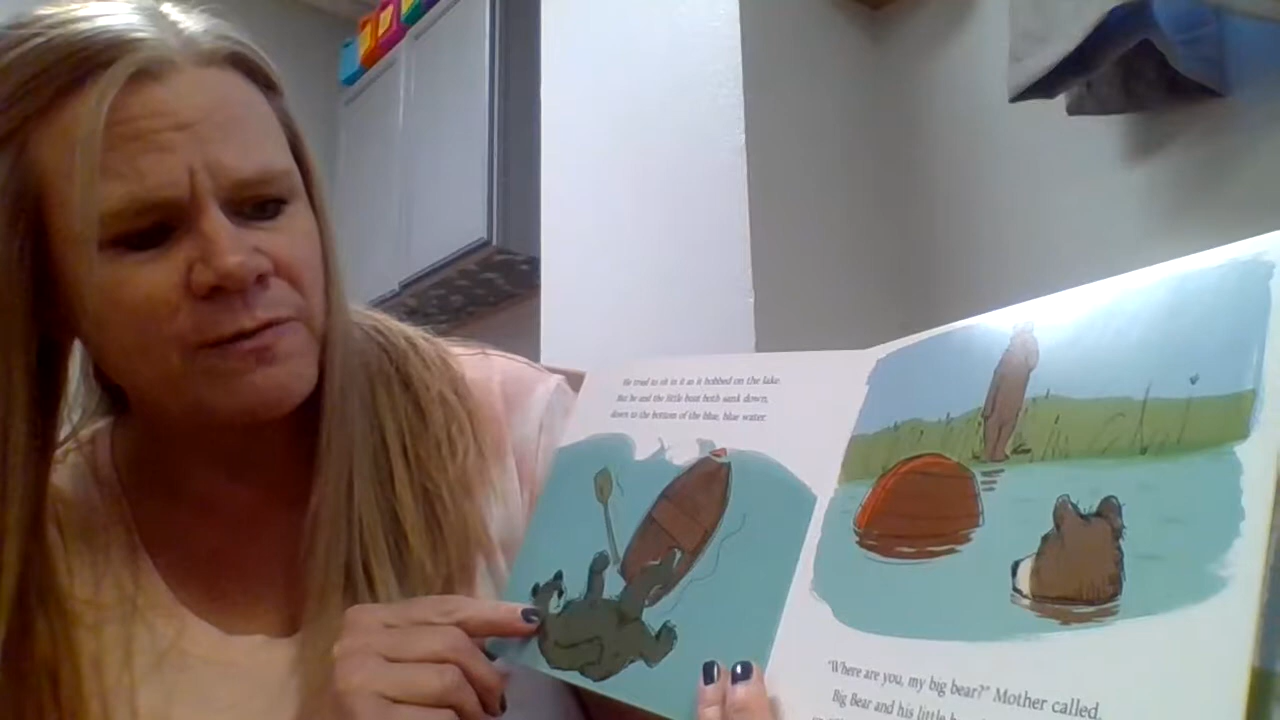 He tried to sit in it as it bobbed on the lake.
But he and the little boat both sank down,
down to the bottom of the blue, blue water.
"Where are you, my big bear?" Mother called.
Big Bear and his little